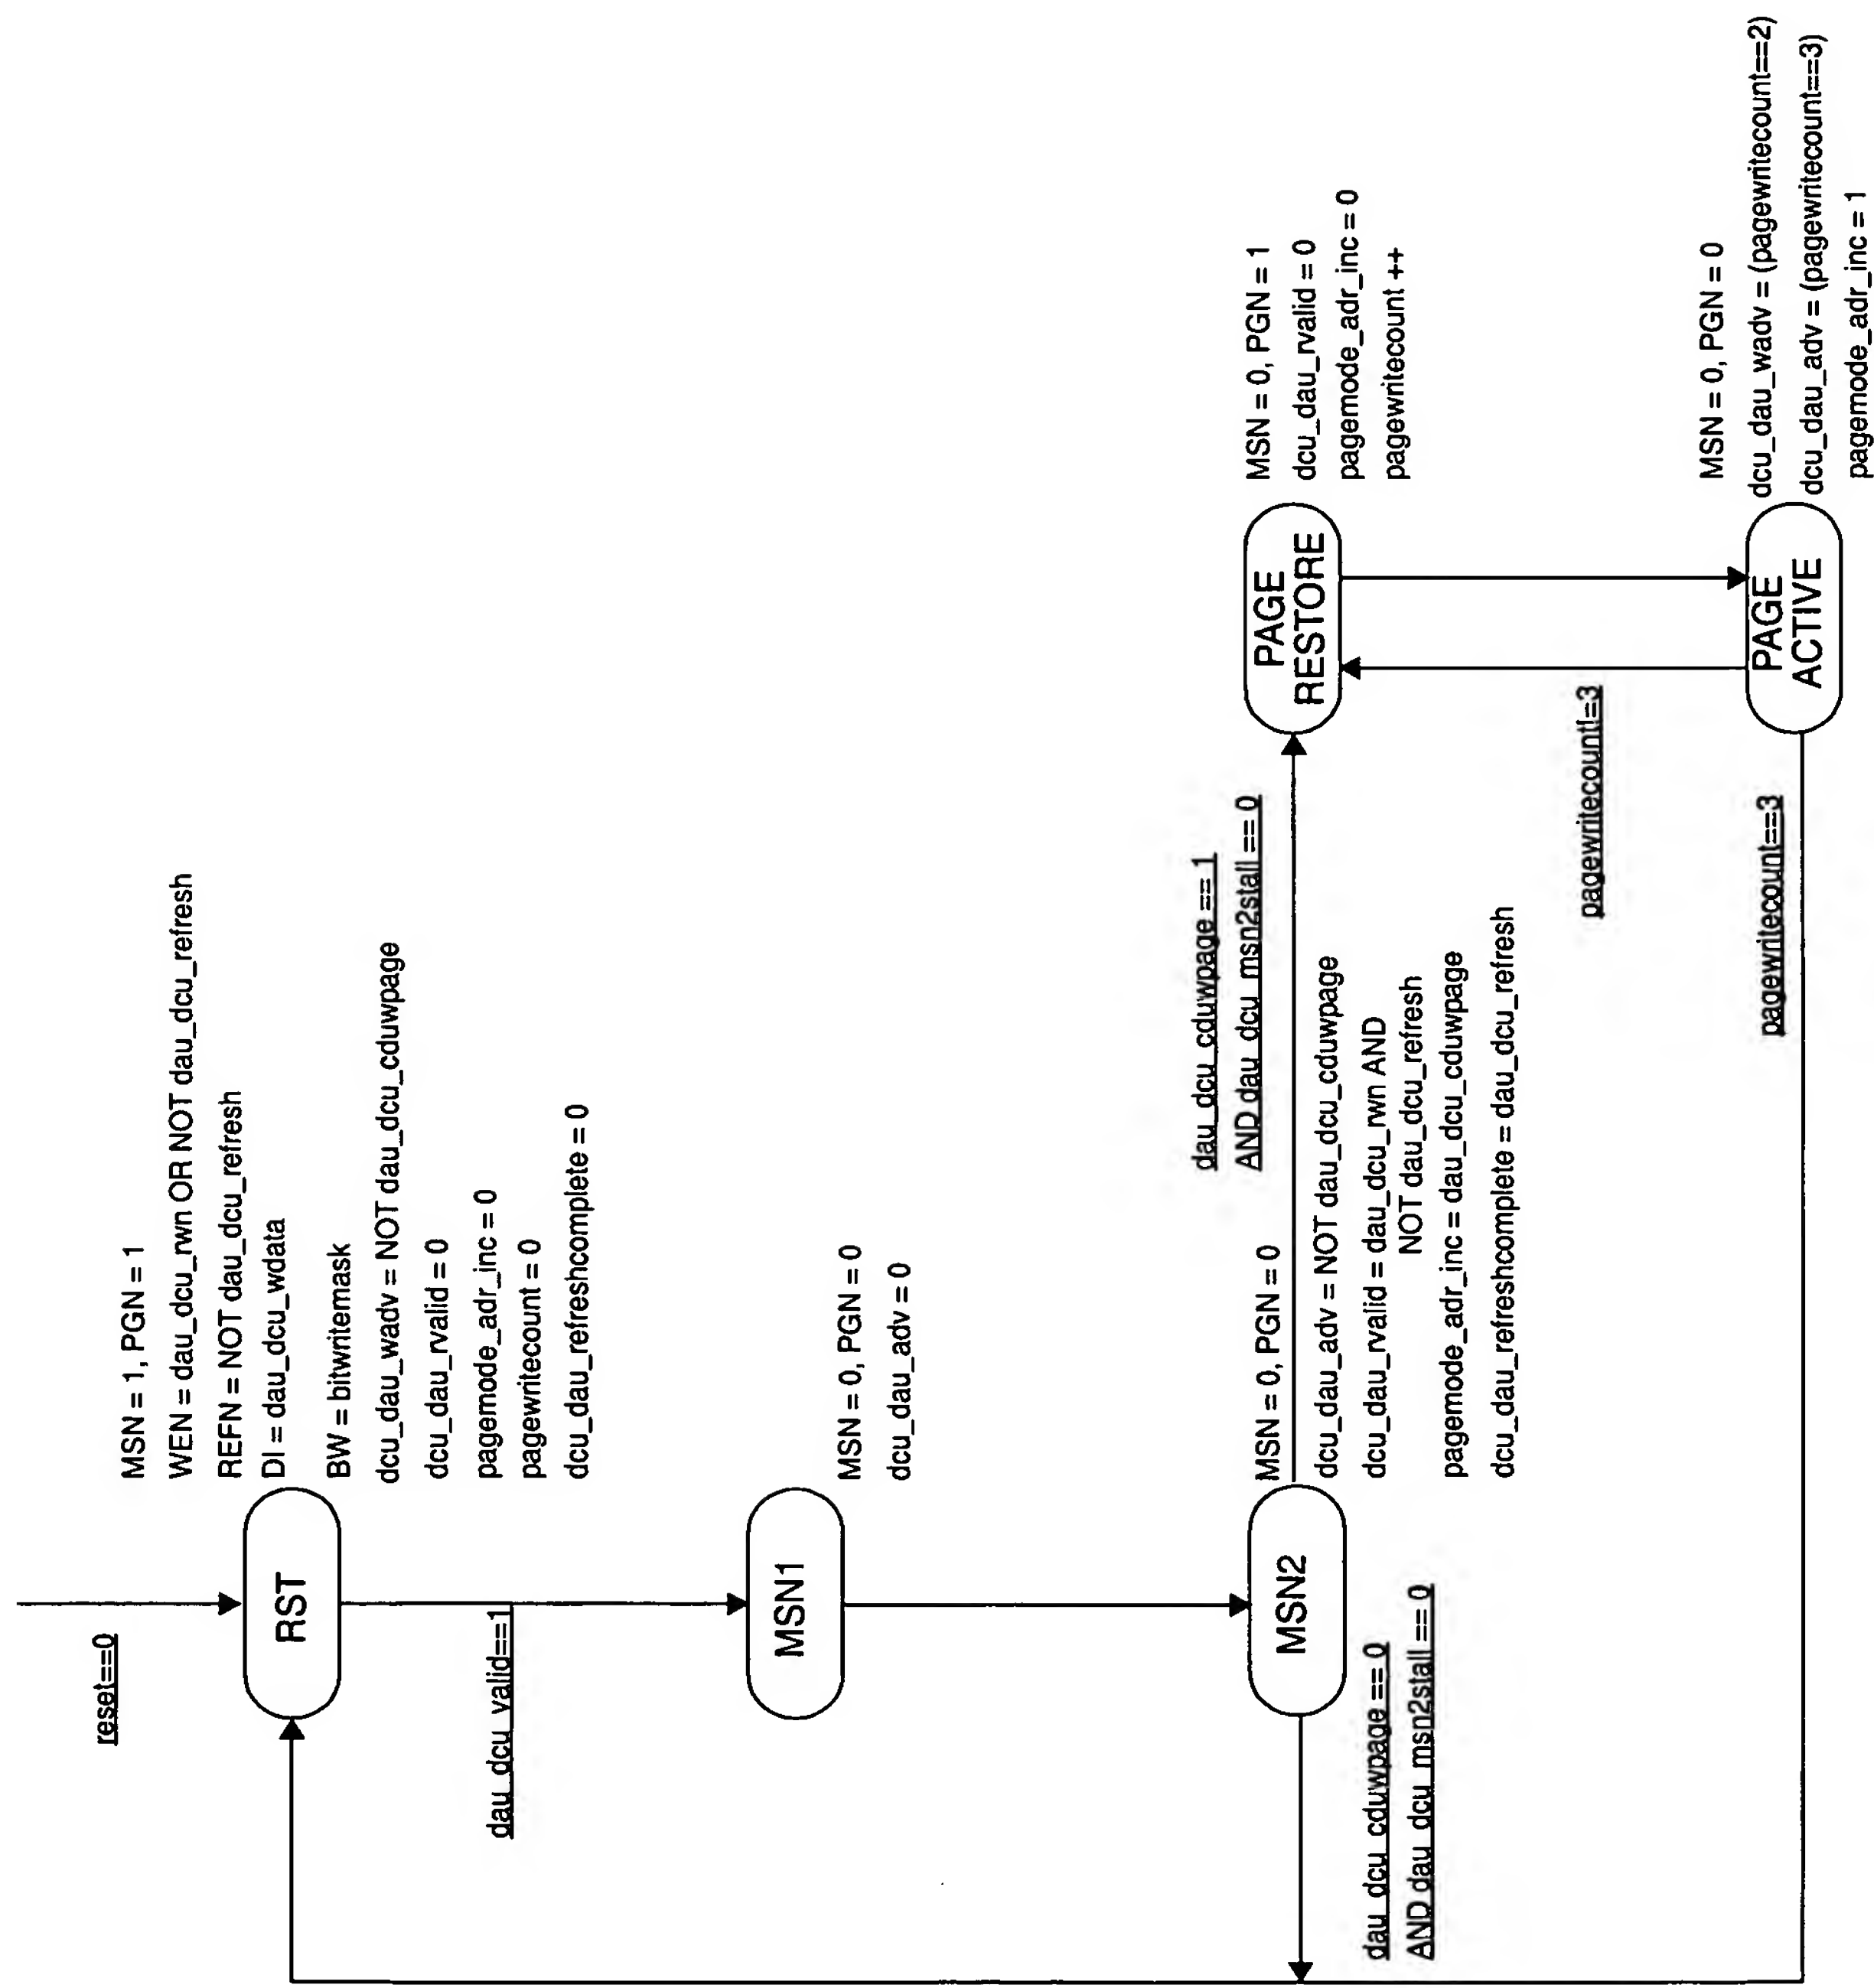 reset==0
RST
MSN = 1, PGN = 1
WEN = dau_dcu_rwn OR NOT dau_dcu_refresh
REFN = NOT dau_dcu_refresh
DI = dau_dcu_wdata
BW = bitwritemask
dcu_dau_wadv = NOT dau_dcu_cduwpage
dcu_dau_rvalid = 0
pagemode_adr_inc = 0
pagewritecount = 0
dcu_dau_refreshcomplete = 0
dau_dcu_valid==1
MSN1
MSN = 0, PGN = 0
dcu_dau_adv = 0
MSN2
MSN = 0, PGN = 0
dcu_dau_adv = NOT dau_dcu_cduwpage
dcu_dau_rvalid = dau_dcu_rwn AND
NOT dau_dcu_refresh
pagemode_adr_inc = dau_dcu_cduwpage
dcu_dau_refreshcomplete = dau_dcu_refresh
dau_dcu_cduwpage == 0
AND dau_dcu_msn2stall == 0
dau_dcu_cduwpage == 1
AND dau_dcu_msn2stall == 0
PAGE
RESTORE
MSN = 0, PGN = 1
dcu_dau_rvalid = 0
pagemode_adr_inc = 0
pagewritecount ++
pagewritecount!=3
pagewritecount==3
PAGE
ACTIVE
MSN = 0, PGN = 0
dcu_dau_wadv = (pagewritecount==2)
dcu_dau_adv = (pagewritecount==3)
pagemode_adr_inc = 1